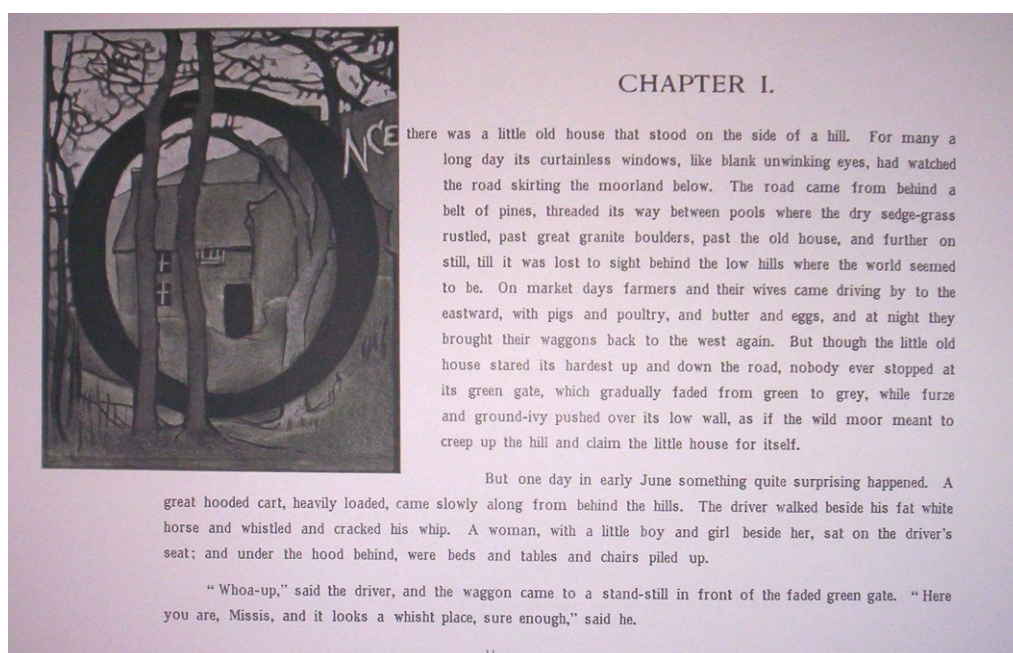 CHAPTER I.
ONCE there was a little old house that stood on the side of a hill. For many a
long day its curtainless windows, like blank unwinking eyes, had watched
the road skirting the moorland below. The road came from behind a
belt of pines, threaded its way between pools where the dry sedge-grass
rustled, past great granite boulders, past the old house, and further on
still, till it was lost to sight behind the low hills where the world seemed
to be. On market days farmers and their wives came driving by to the
eastward, with pigs and poultry, and butter and eggs, and at night they
brought their waggons back to the west again. But though the little old
house stared its hardest up and down the road, nobody ever stopped at
its green gate, which gradually faded from green to grey, while furze
and ground-ivy pushed over its low wall, as if the wild moor meant to
creep up the hill and claim the little house for itself.
But one day in early June something quite surprising happened. A
great hooded cart, heavily loaded, came slowly along from behind the hills. The driver walked beside his fat white
horse and whistled and cracked his whip. A woman, with a little boy and girl beside her, sat on the driver's
seat; and under the hood behind, were beds and tables and chairs piled up.
" Whoa-up," said the driver, and the waggon came to a stand-still in front of the faded green gate. " Here
you are, Missis, and it looks a whisht place, sure enough," said he.